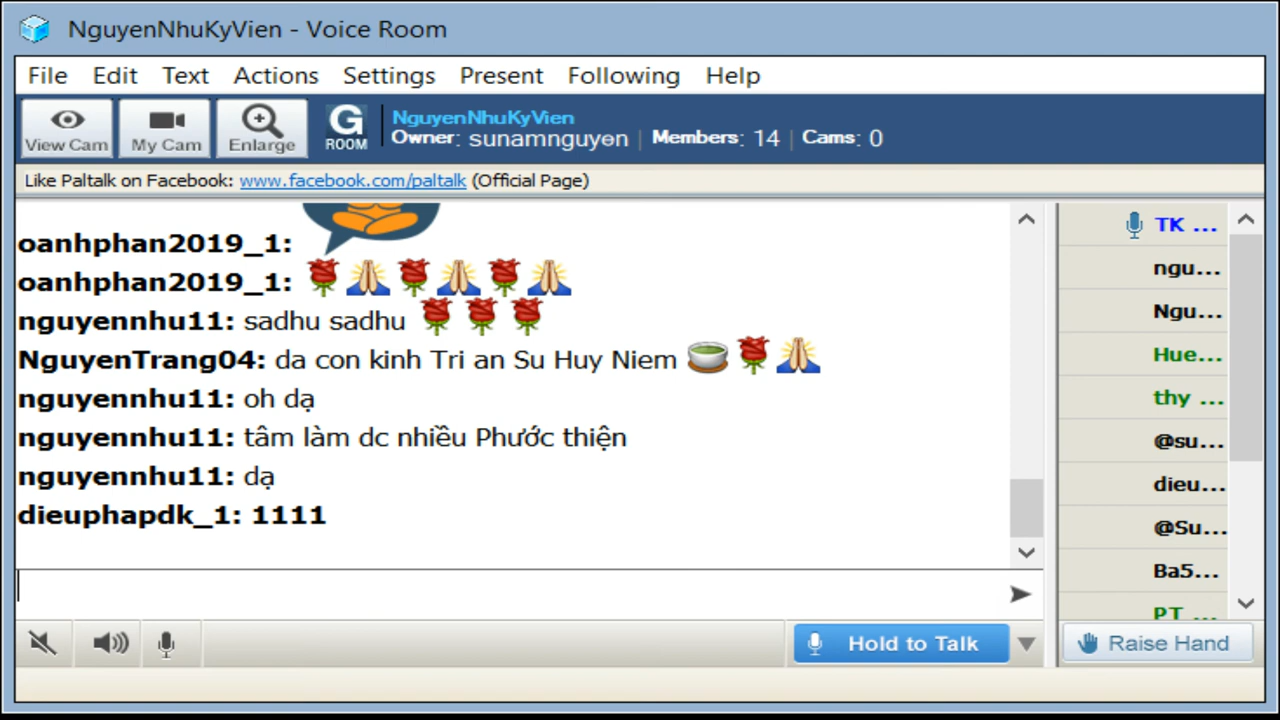 NguyenNhuKyVien - Voice Room
File Edit Text Actions Settings Present Following Help
View Cam My Cam Enlarge G ROOM
NguyenNhuKyVien
Owner: sunamnguyen | Members: 14 | Cams: 0
Like Paltalk on Facebook: www.facebook.com/paltalk (Official Page)
oanhphan2019_1:
oanhphan2019_1:
nguyennhu11: sadhu sadhu
NguyenTrang04: da con kinh Tri an Su Huy Niem
nguyennhu11: oh dạ
nguyennhu11: tâm làm dc nhiều Phước thiện
nguyennhu11: dạ
dieuphapdk_1: 1111
TK ...
ngu...
Ngu...
Hue...
thy ...
@su...
dieu...
@Su...
Ba5...
PT ...
Hold to Talk
Raise Hand